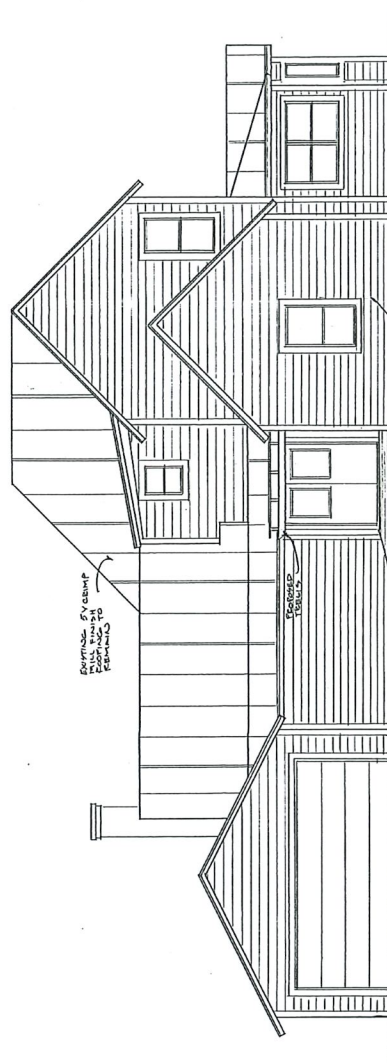 EXISTING 5V CRIMP
MILL FINISH
ROOFING TO
REMAIN
PROPOSED
TRELLIS